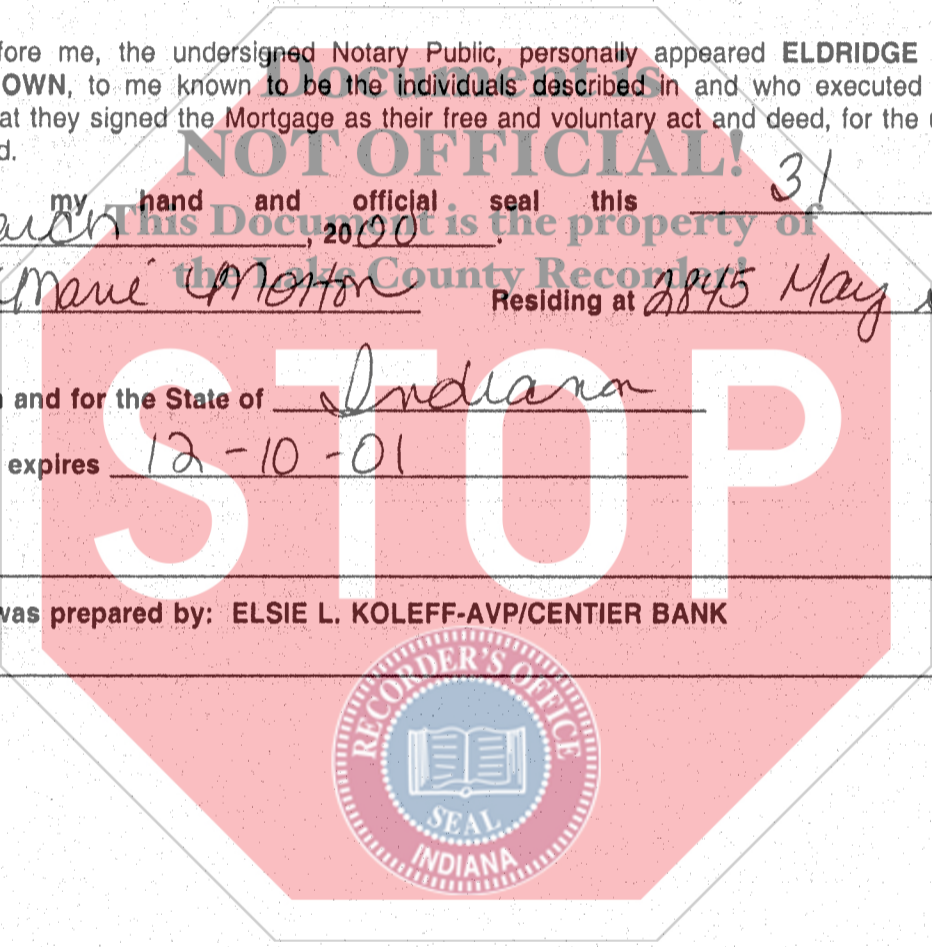 fore me, the undersigned Notary Public, personally appeared ELDRIDGE
OWN, to me known to be the individuals described in and who executed
at they signed the Mortgage as their free and voluntary act and deed, for the
d.
my hand and official seal this 31
arch, 2000.
Marie Morton Residing at 2845 May
and for the State of Indiana
expires 12-10-01
was prepared by: ELSIE L. KOLEFF-AVP/CENTIER BANK
Document is
NOT OFFICIAL!
This Document is the property of
the Lake County Recorder!
STOP
RECORDER'S OFFICE
SEAL
INDIANA